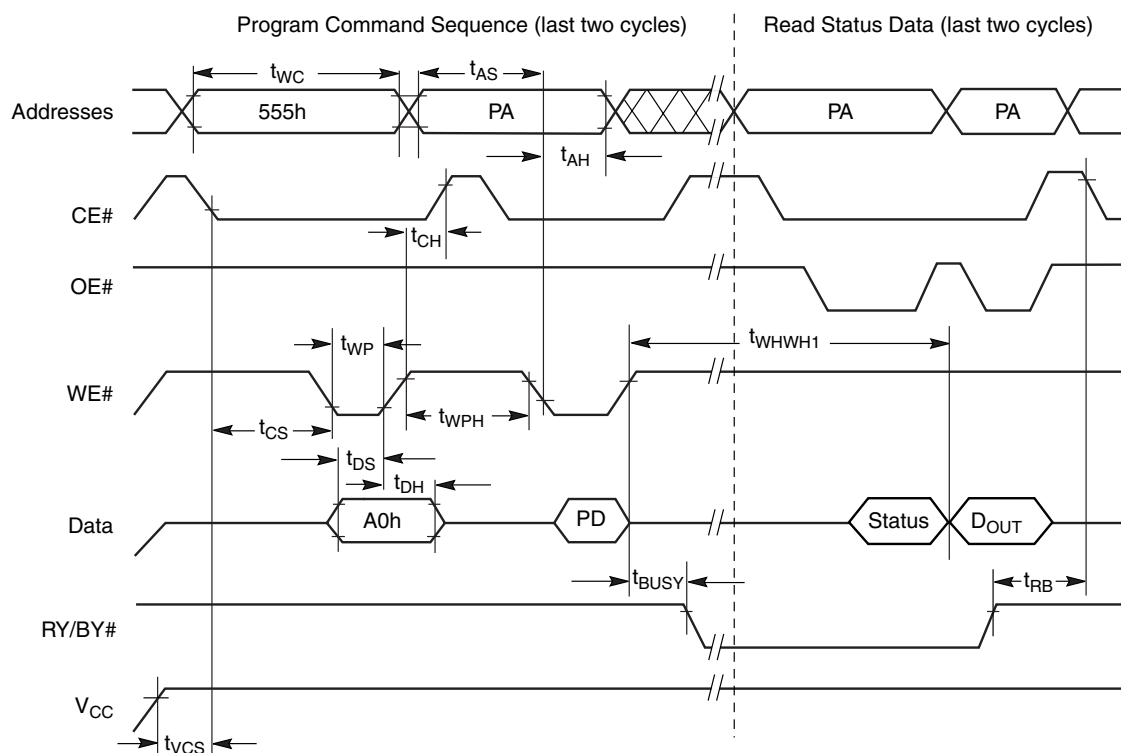 Program Command Sequence (last two cycles) Read Status Data (last two cycles)
tWC tAS
Addresses 555h PA PA PA
tAH
CE#
tCH
OE#
tWHWH1
tWP
WE#
tWPH
tCS
tDS
tDH
Data A0h PD Status DOUT
tBUSY tRB
RY/BY#
VCC
tVCS